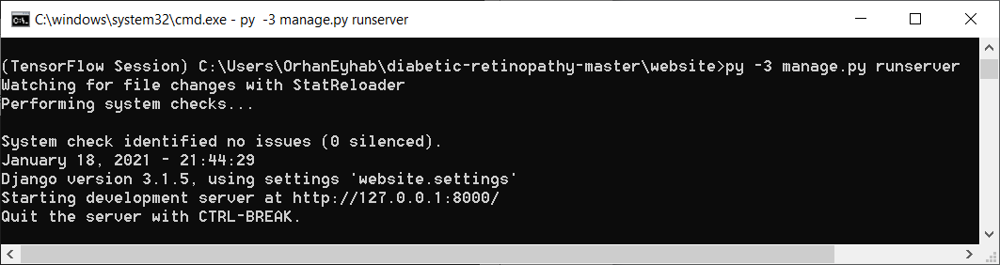 C:\windows\system32\cmd.exe - py  -3 manage.py runserver
(TensorFlow Session) C:\Users\OrhanEyhab\diabetic-retinopathy-master\website>py -3 manage.py runserver
Watching for file changes with StatReloader
Performing system checks...
System check identified no issues (0 silenced).
January 18, 2021 - 21:44:29
Django version 3.1.5, using settings 'website.settings'
Starting development server at http://127.0.0.1:8000/
Quit the server with CTRL-BREAK.